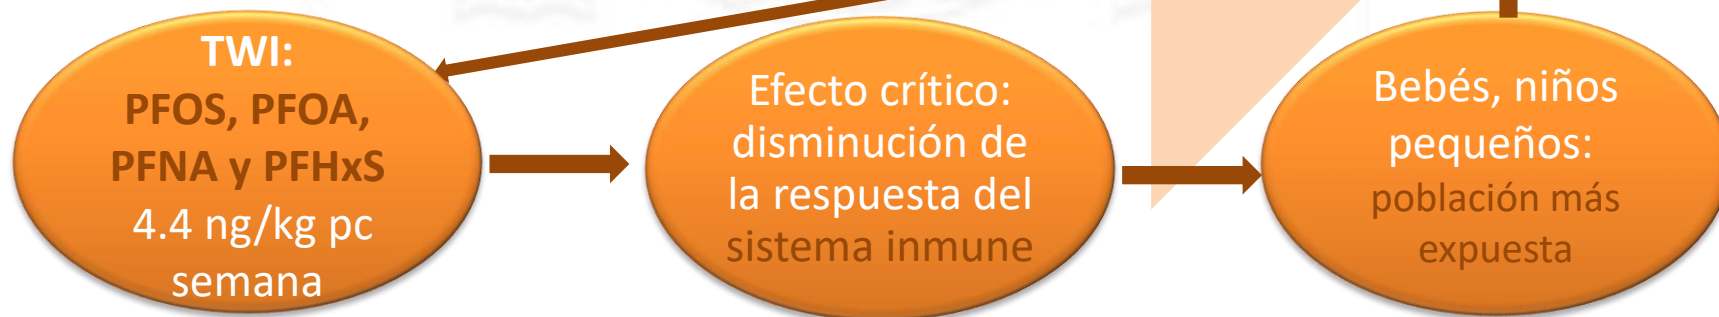 TWI:
PFOS, PFOA,
PFNA y PFHxS
4.4 ng/kg pc
semana
Efecto crítico:
disminución de
la respuesta del
sistema inmune
Bebés, niños
pequeños:
población más
expuesta